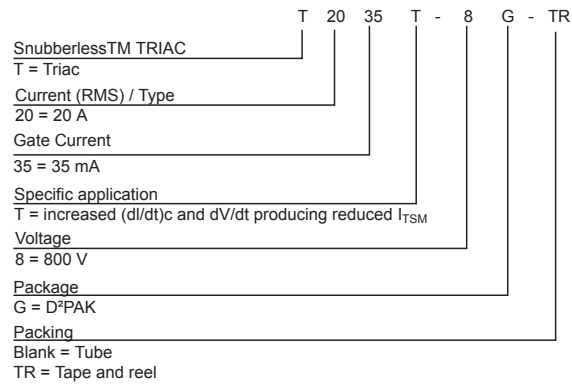 T 20 35 T - 8 G - TR
SnubberlessTM TRIAC
T = Triac
Current (RMS) / Type
20 = 20 A
Gate Current
35 = 35 mA
Specific application
T = increased (dI/dt)c and dV/dt producing reduced ITSM
Voltage
8 = 800 V
Package
G = D²PAK
Packing
Blank = Tube
TR = Tape and reel